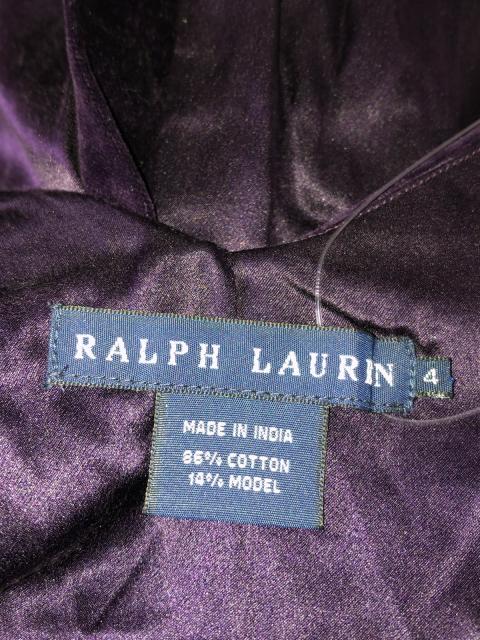 RALPH LAUREN
4
MADE IN INDIA
86% COTTON
14% MODEL